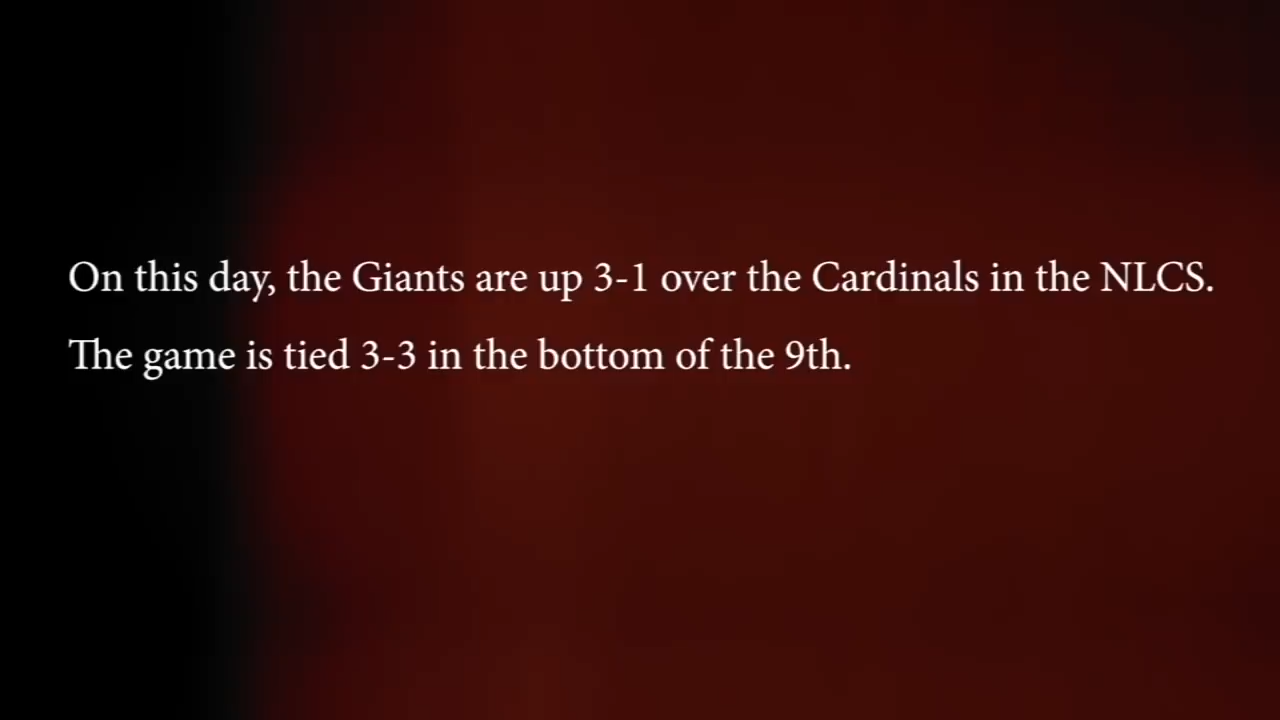 On this day, the Giants are up 3-1 over the Cardinals in the NLCS.
The game is tied 3-3 in the bottom of the 9th.